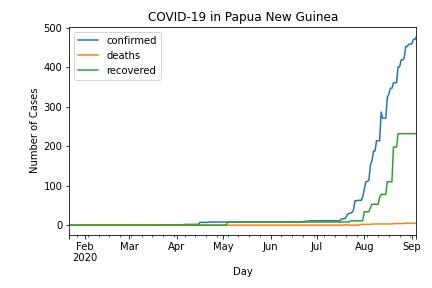 COVID-19 in Papua New Guinea
500
400
300
200
100
0
Number of Cases
confirmed
deaths
recovered
Feb Mar Apr May Jun Jul Aug Sep
2020
Day